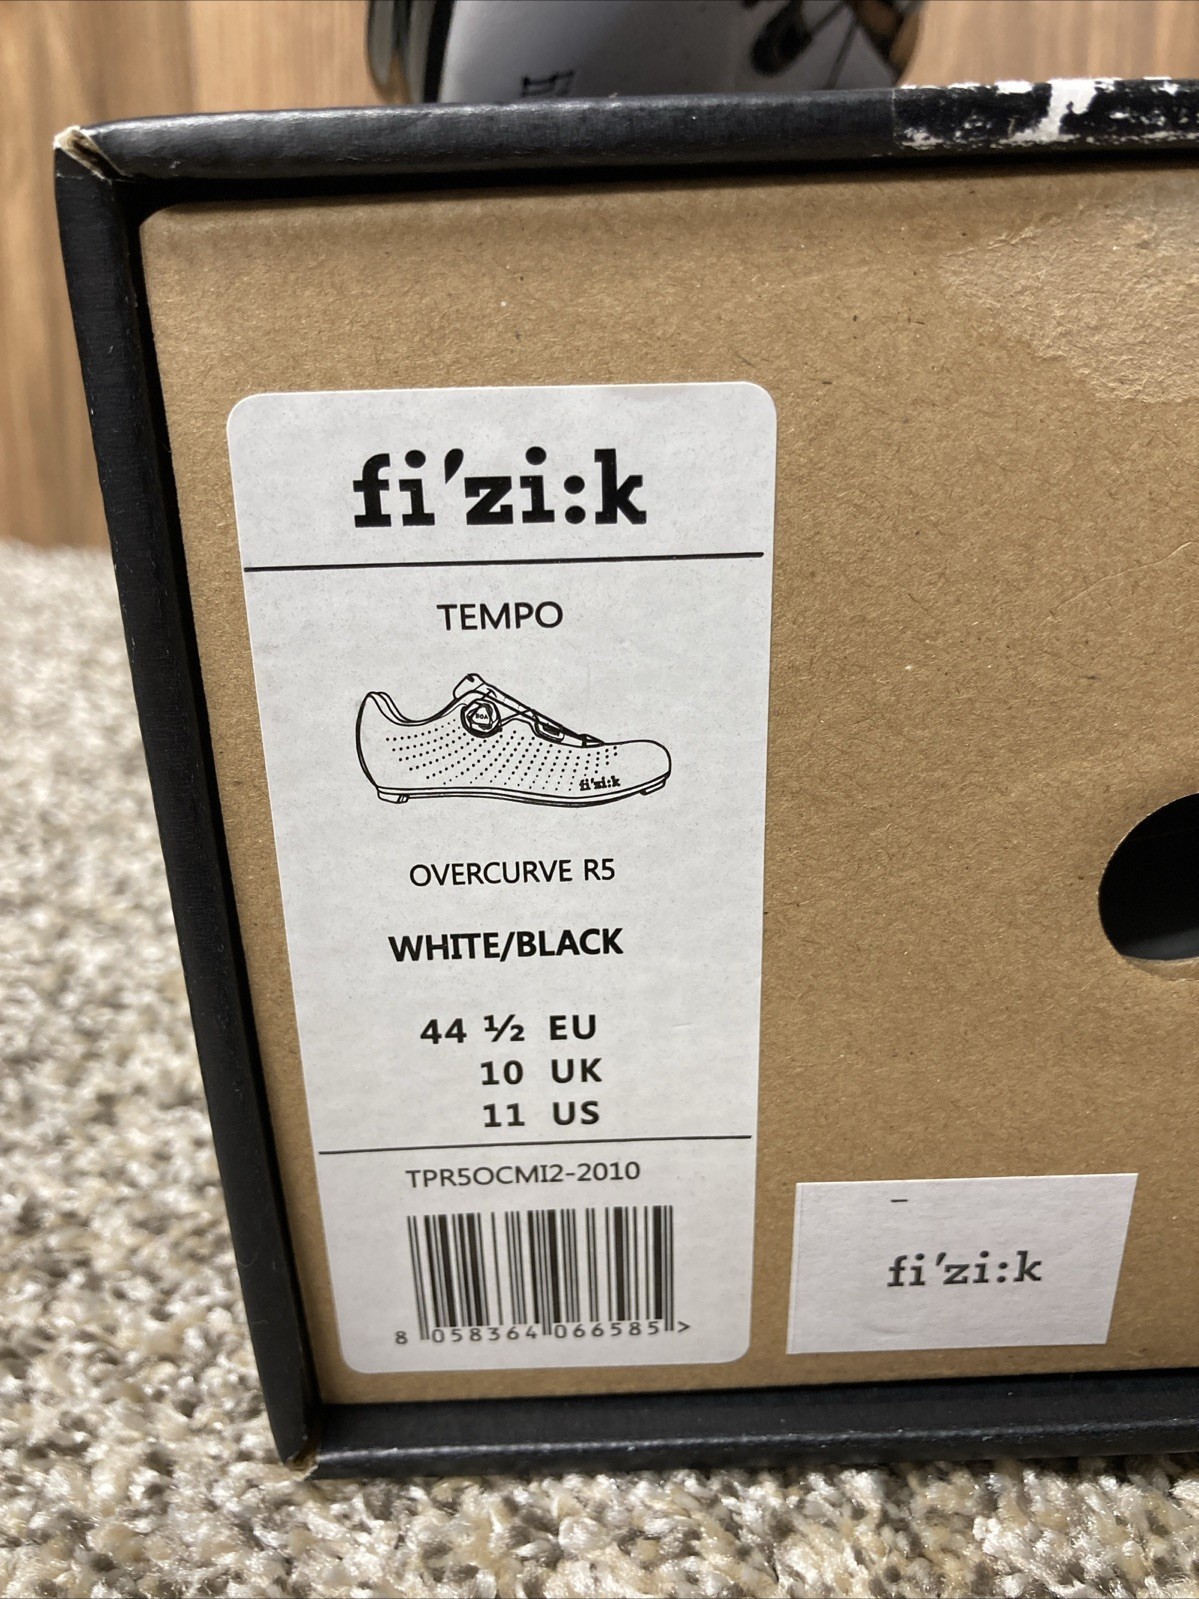 fi'zi:k
TEMPO
BOA
fi'zi:k
OVERCURVE R5
WHITE/BLACK
44 ½ EU
10 UK
11 US
TPR5OCMI2-2010
8 058364 066585 >
fi'zi:k